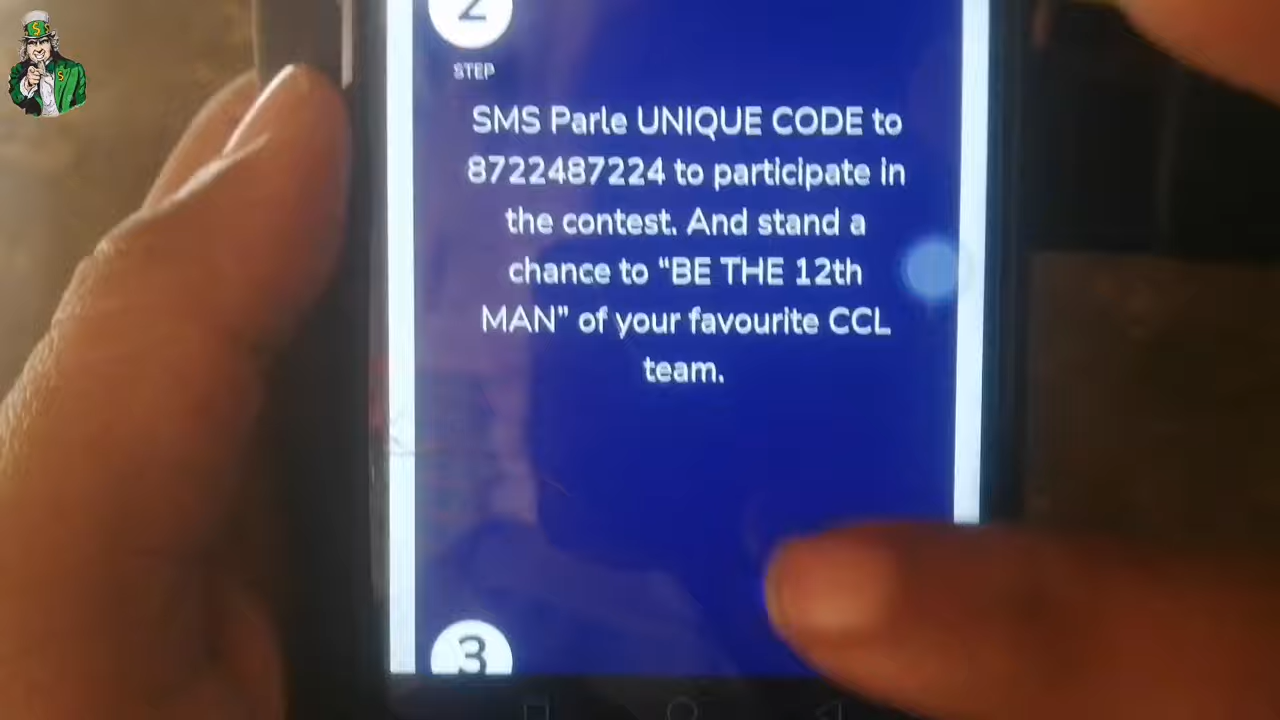 2
STEP
SMS Parle UNIQUE CODE to
8722487224 to participate in
the contest. And stand a
chance to “BE THE 12th
MAN” of your favourite CCL
team.
3